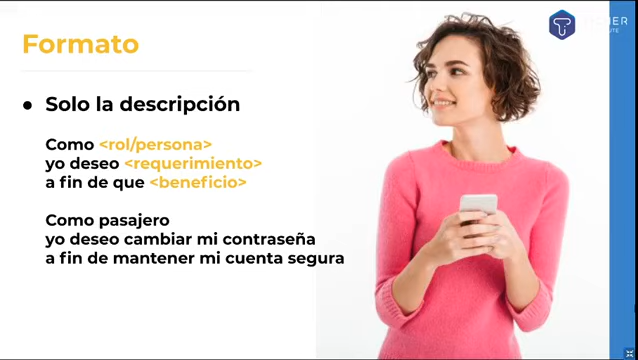 Formato
● Solo la descripción
Como <rol/persona>
yo deseo <requerimiento>
a fin de que <beneficio>
Como pasajero
yo deseo cambiar mi contraseña
a fin de mantener mi cuenta segura